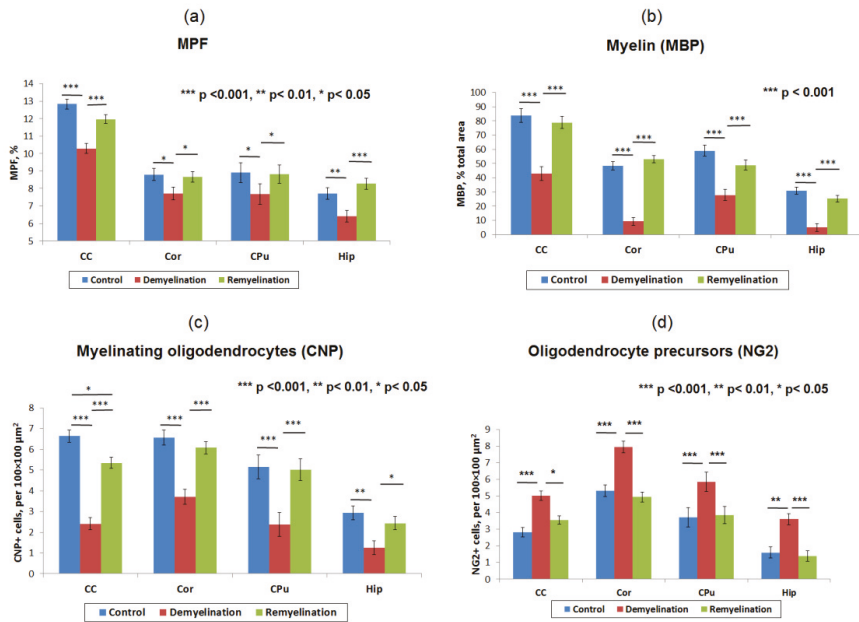 (a)
MPF
*** p <0.001, ** p< 0.01, * p< 0.05
MPF, %
14
13
12
11
10
9
8
7
6
5
***
***
*
*
*
*
**
***
CC
Cor
CPu
Hip
Control
Demyelination
Remyelination
(b)
Myelin (MBP)
*** p < 0.001
MBP, % total area
100
90
80
70
60
50
40
30
20
10
0
***
***
***
***
***
***
***
***
CC
Cor
CPu
Hip
Control
Demyelination
Remyelination
(c)
Myelinating oligodendrocytes (CNP)
*** p <0.001, ** p< 0.01, * p< 0.05
CNP+ cells, per 100×100 µm²
8
7
6
5
4
3
2
1
0
*
***
***
***
***
***
***
**
*
CC
Cor
CPu
Hip
Control
Demyelination
Remyelination
(d)
Oligodendrocyte precursors (NG2)
*** p <0.001, ** p< 0.01, * p< 0.05
NG2+ cells, per 100×100 µm²
9
8
7
6
5
4
3
2
1
0
***
*
***
***
***
***
**
***
CC
Cor
CPu
Hip
Control
Demyelination
Remyelination